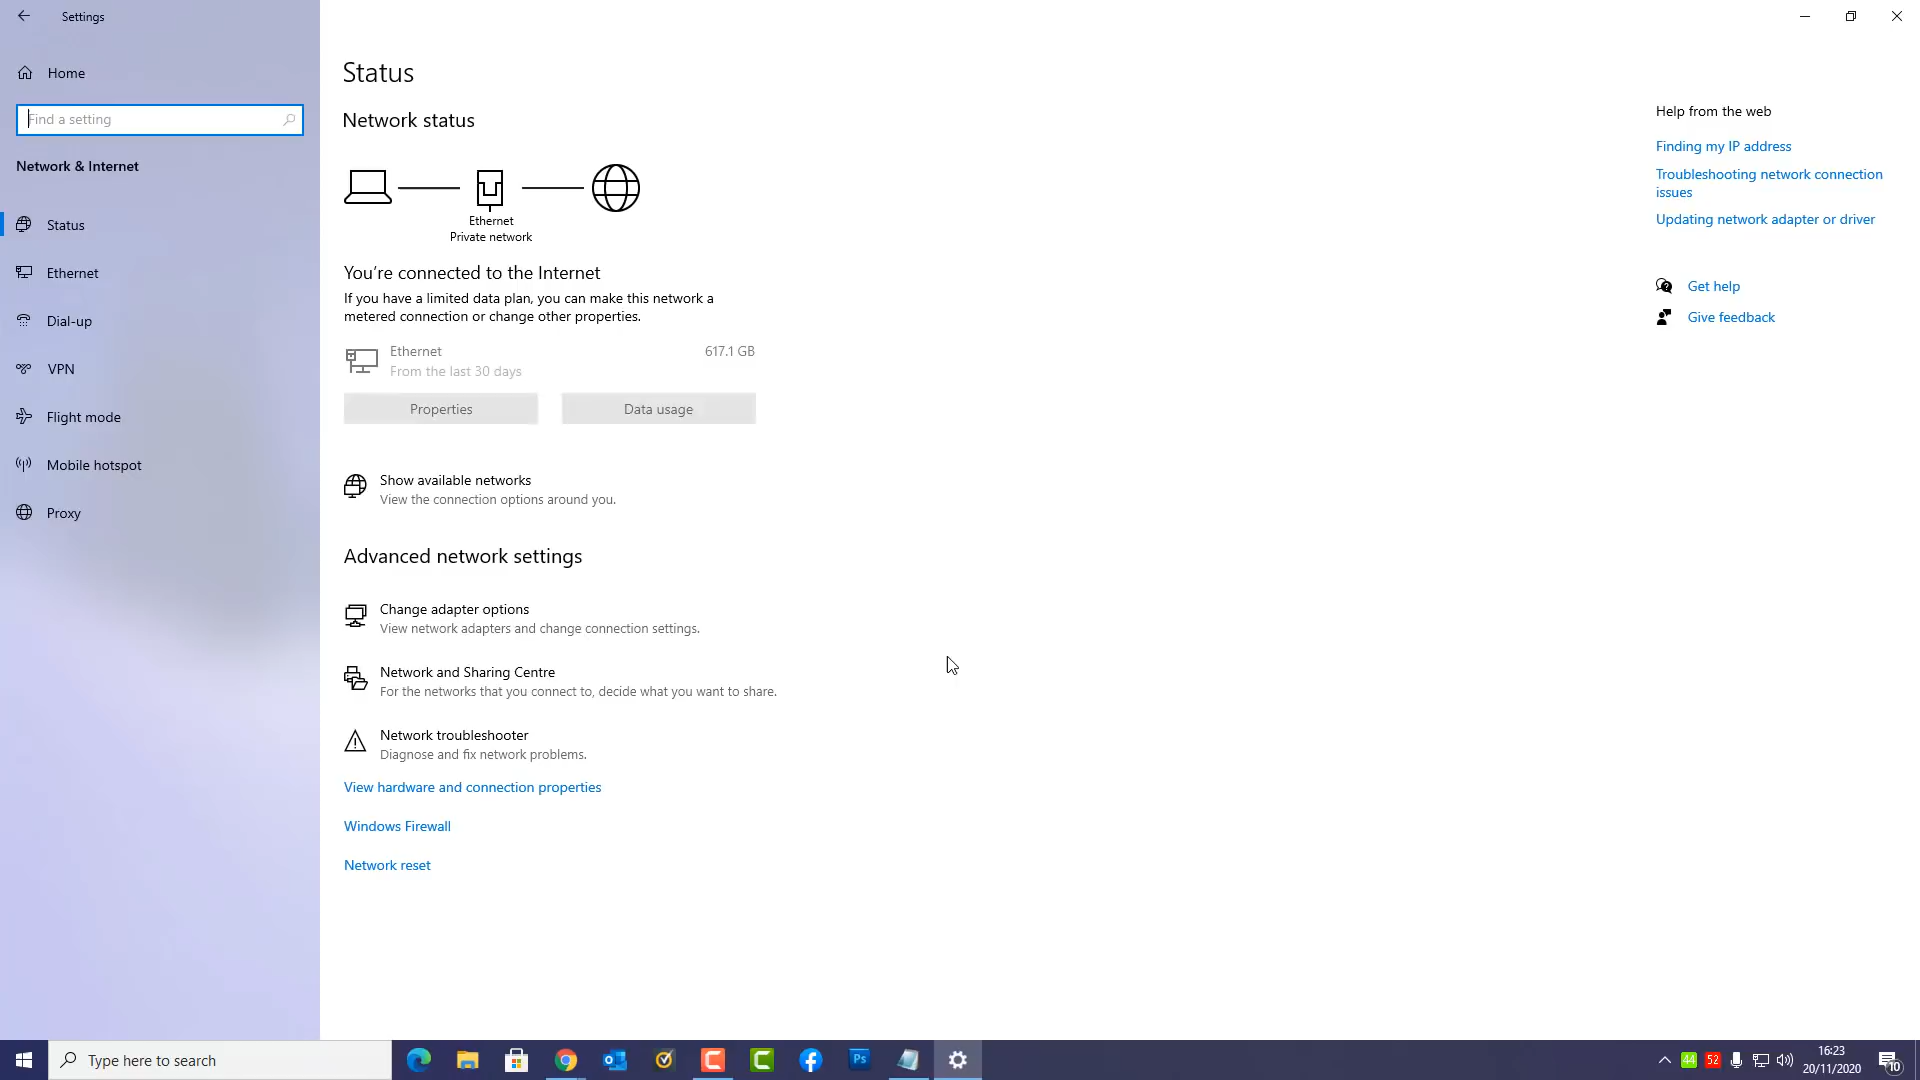 Settings
Home
Find a setting
Network & Internet
Status
Ethernet
Dial-up
VPN
Flight mode
Mobile hotspot
Proxy
Status
Network status
Ethernet
Private network
You're connected to the Internet
If you have a limited data plan, you can make this network a
metered connection or change other properties.
Ethernet
617.1 GB
From the last 30 days
Properties
Data usage
Show available networks
View the connection options around you.
Advanced network settings
Change adapter options
View network adapters and change connection settings.
Network and Sharing Centre
For the networks that you connect to, decide what you want to share.
Network troubleshooter
Diagnose and fix network problems.
View hardware and connection properties
Windows Firewall
Network reset
Help from the web
Finding my IP address
Troubleshooting network connection
issues
Updating network adapter or driver
Get help
Give feedback
Type here to search
Ps
44
52
16:23
20/11/2020
10